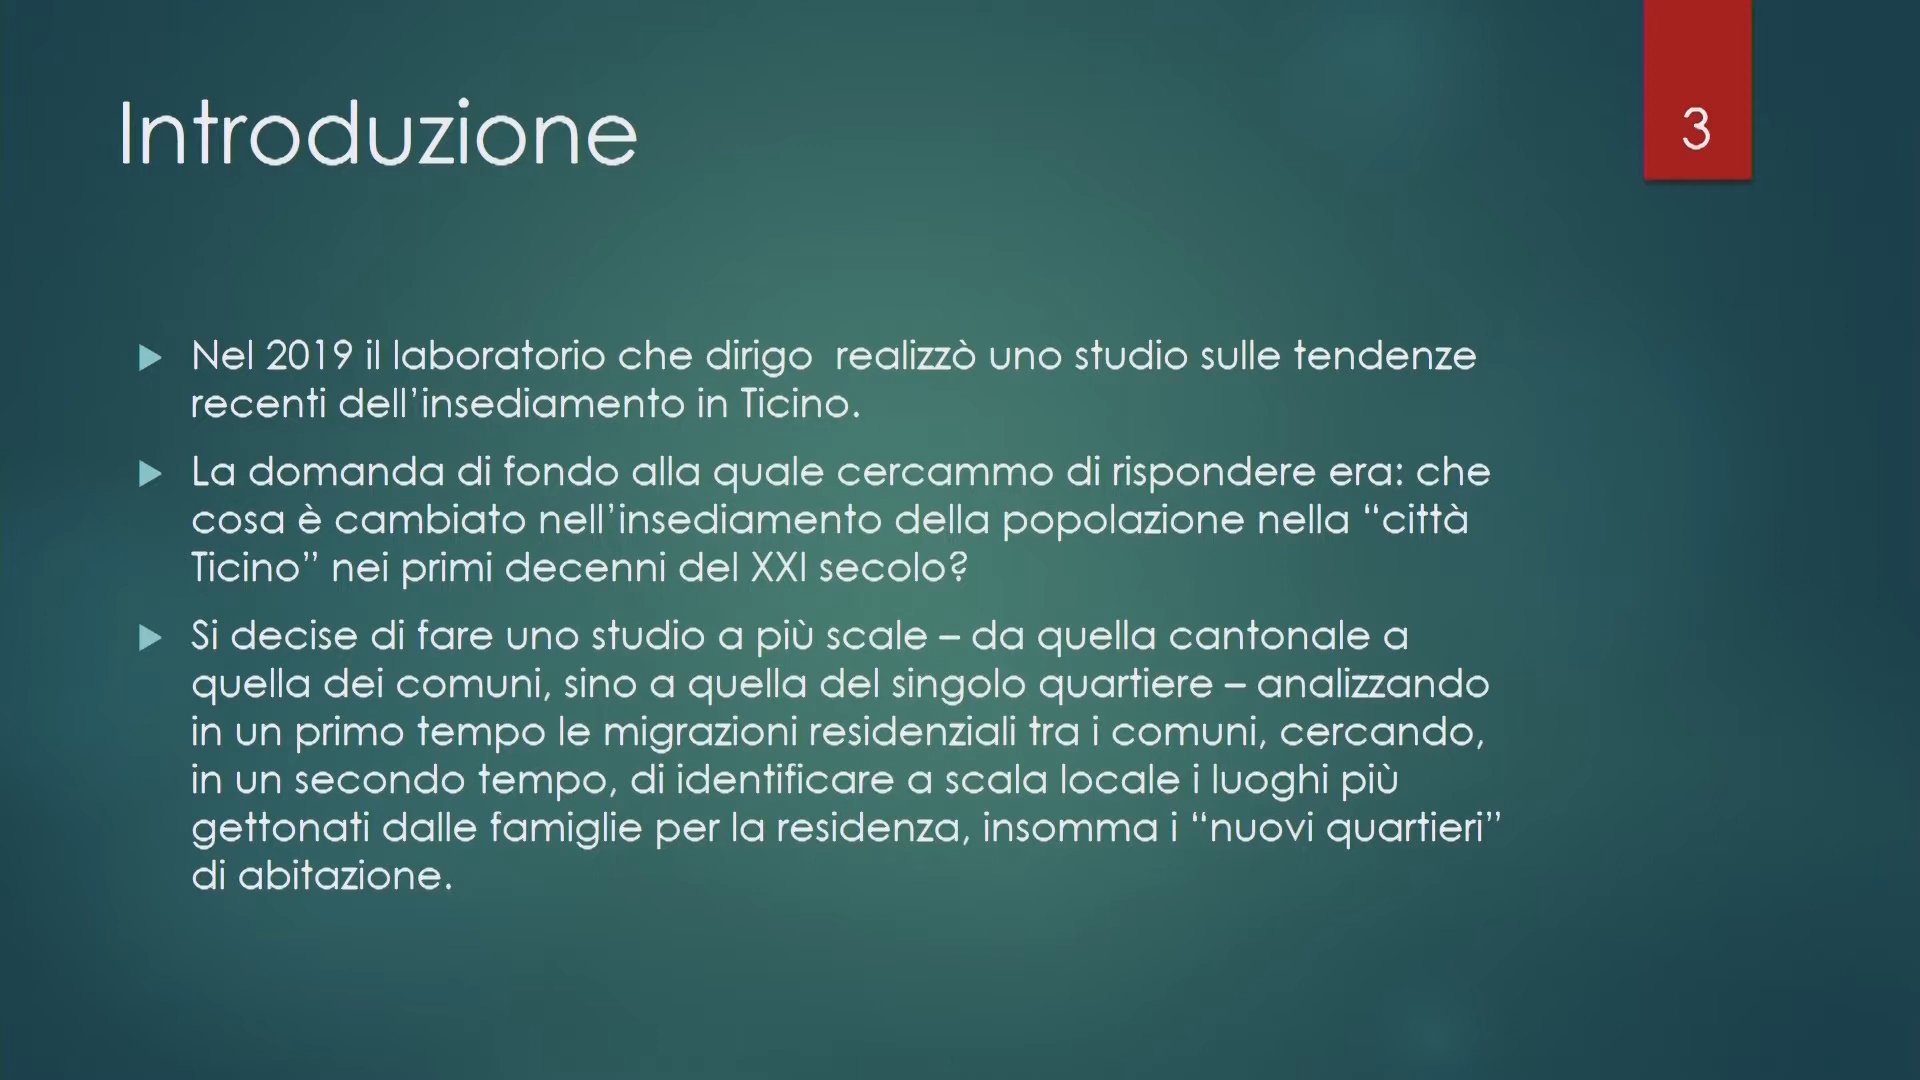 Introduzione
3
Nel 2019 il laboratorio che dirigo  realizzò uno studio sulle tendenze
recenti dell’insediamento in Ticino.
La domanda di fondo alla quale cercammo di rispondere era: che
cosa è cambiato nell’insediamento della popolazione nella “città
Ticino” nei primi decenni del XXI secolo?
Si decise di fare uno studio a più scale – da quella cantonale a
quella dei comuni, sino a quella del singolo quartiere – analizzando
in un primo tempo le migrazioni residenziali tra i comuni, cercando,
in un secondo tempo, di identificare a scala locale i luoghi più
gettonati dalle famiglie per la residenza, insomma i “nuovi quartieri”
di abitazione.